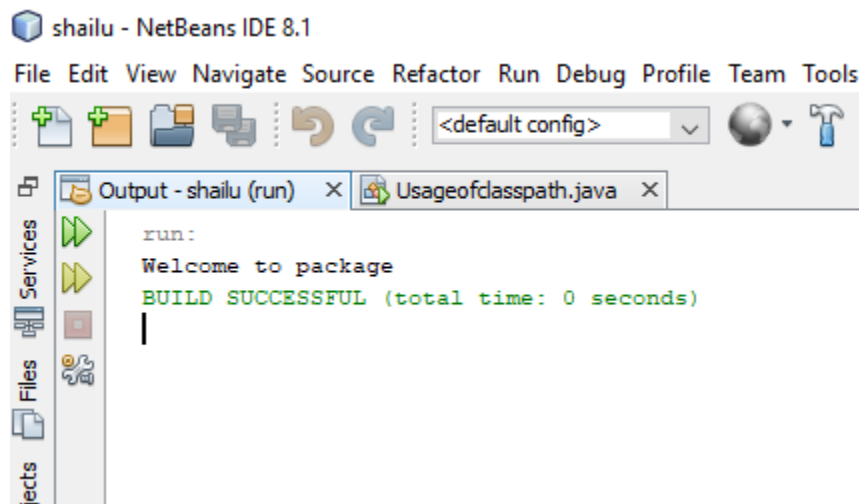 shailu - NetBeans IDE 8.1
File Edit View Navigate Source Refactor Run Debug Profile Team Tools
<default config>
Output - shailu (run)
Usageofclasspath.java
run:
Welcome to package
BUILD SUCCESSFUL (total time: 0 seconds)
Services
Files
jects